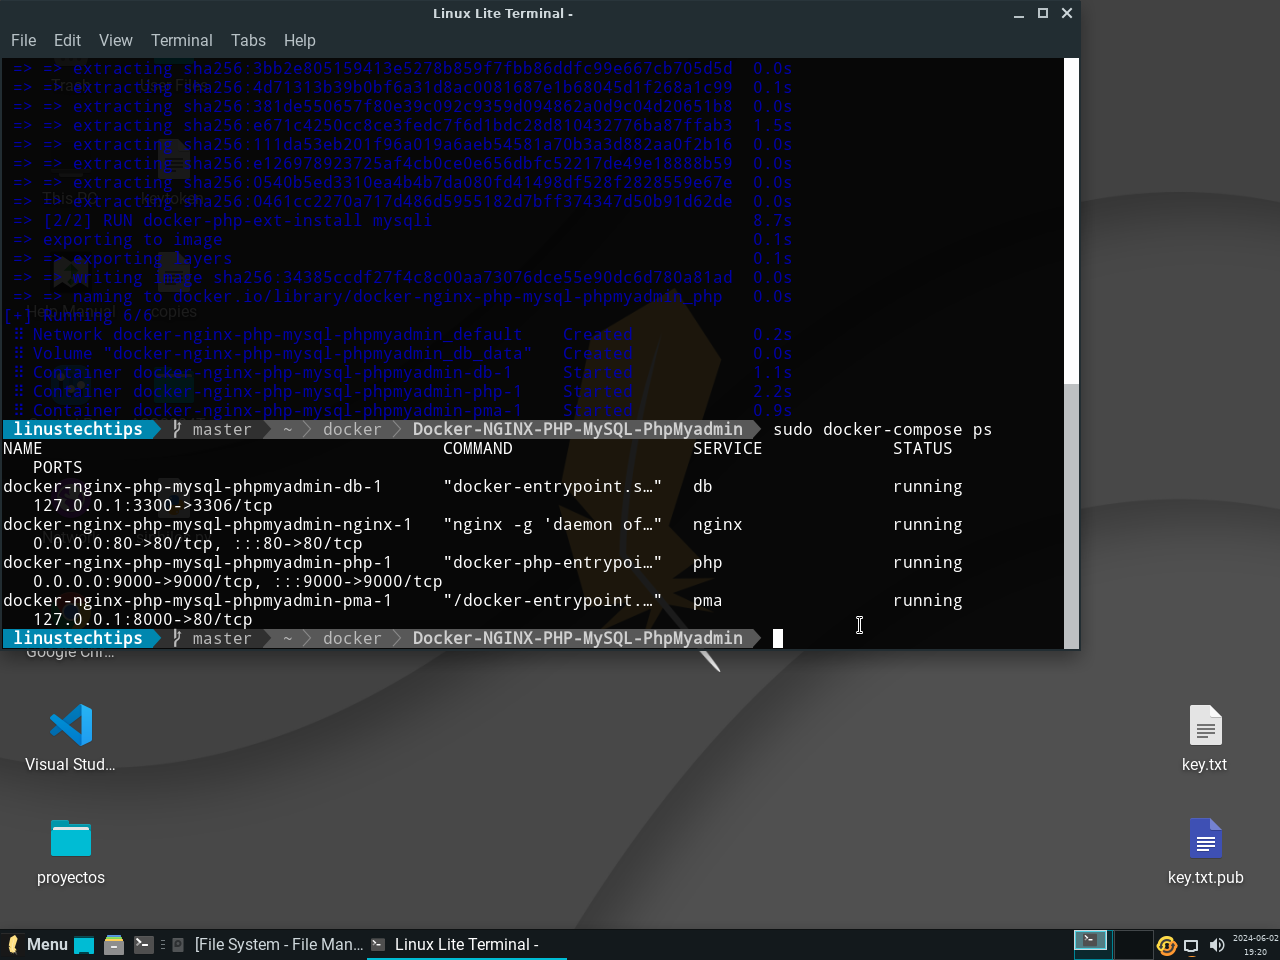 Linux Lite Terminal -
File Edit View Terminal Tabs Help
=> => extracting sha256:3bb2e805159413e5278b859f7fbb86ddfc99e667cb705d5d 0.0s
=> => extracting sha256:4d71313b39b0bf6a31d8ac0081687e1b68045d1f268a1c99 0.1s
=> => extracting sha256:381de550657f80e39c092c9359d094862a0d9c04d20651b8 0.0s
=> => extracting sha256:e671c4250cc8ce3fedc7f6d1bdc28d810432776ba87ffab3 1.5s
=> => extracting sha256:111da53eb201f96a019a6aeb54581a70b3a3d882aa0f2b16 0.0s
=> => extracting sha256:e126978923725af4cb0ce0e656dbfc52217de49e18888b59 0.0s
=> => extracting sha256:0540b5ed3310ea4b4b7da080fd41498df528f2828559e67e 0.0s
=> => extracting sha256:0461cc2270a717d486d5955182d7bff374347d50b91d62de 0.0s
=> [2/2] RUN docker-php-ext-install mysqli 8.7s
=> exporting to image 0.1s
=> => exporting layers 0.1s
=> => writing image sha256:34385ccdf27f4c8c00aa73076dce55e90dc6d780a81ad 0.0s
=> => naming to docker.io/library/docker-nginx-php-mysql-phpmyadmin_php 0.0s
[+] Running 6/6
⠿ Network docker-nginx-php-mysql-phpmyadmin_default Created 0.2s
⠿ Volume "docker-nginx-php-mysql-phpmyadmin_db_data" Created 0.0s
⠿ Container docker-nginx-php-mysql-phpmyadmin-db-1 Started 1.1s
⠿ Container docker-nginx-php-mysql-phpmyadmin-php-1 Started 2.2s
⠿ Container docker-nginx-php-mysql-phpmyadmin-pma-1 Started 0.9s
linustechtips master ~ docker Docker-NGINX-PHP-MySQL-PhpMyadmin sudo docker-compose ps
NAME COMMAND SERVICE STATUS
PORTS
docker-nginx-php-mysql-phpmyadmin-db-1 "docker-entrypoint.s…" db running
127.0.0.1:3300->3306/tcp
docker-nginx-php-mysql-phpmyadmin-nginx-1 "nginx -g 'daemon of…" nginx running
0.0.0.0:80->80/tcp, :::80->80/tcp
docker-nginx-php-mysql-phpmyadmin-php-1 "docker-php-entrypoi…" php running
0.0.0.0:9000->9000/tcp, :::9000->9000/tcp
docker-nginx-php-mysql-phpmyadmin-pma-1 "/docker-entrypoint.…" pma running
127.0.0.1:8000->80/tcp
linustechtips master ~ docker Docker-NGINX-PHP-MySQL-PhpMyadmin
Trash
User Files
This PC
keytoken
Help Manual
copies
Google Chr...
Visual Stud...
key.txt
proyectos
key.txt.pub
Menu [File System - File Man... Linux Lite Terminal - 2024-06-02
19:20